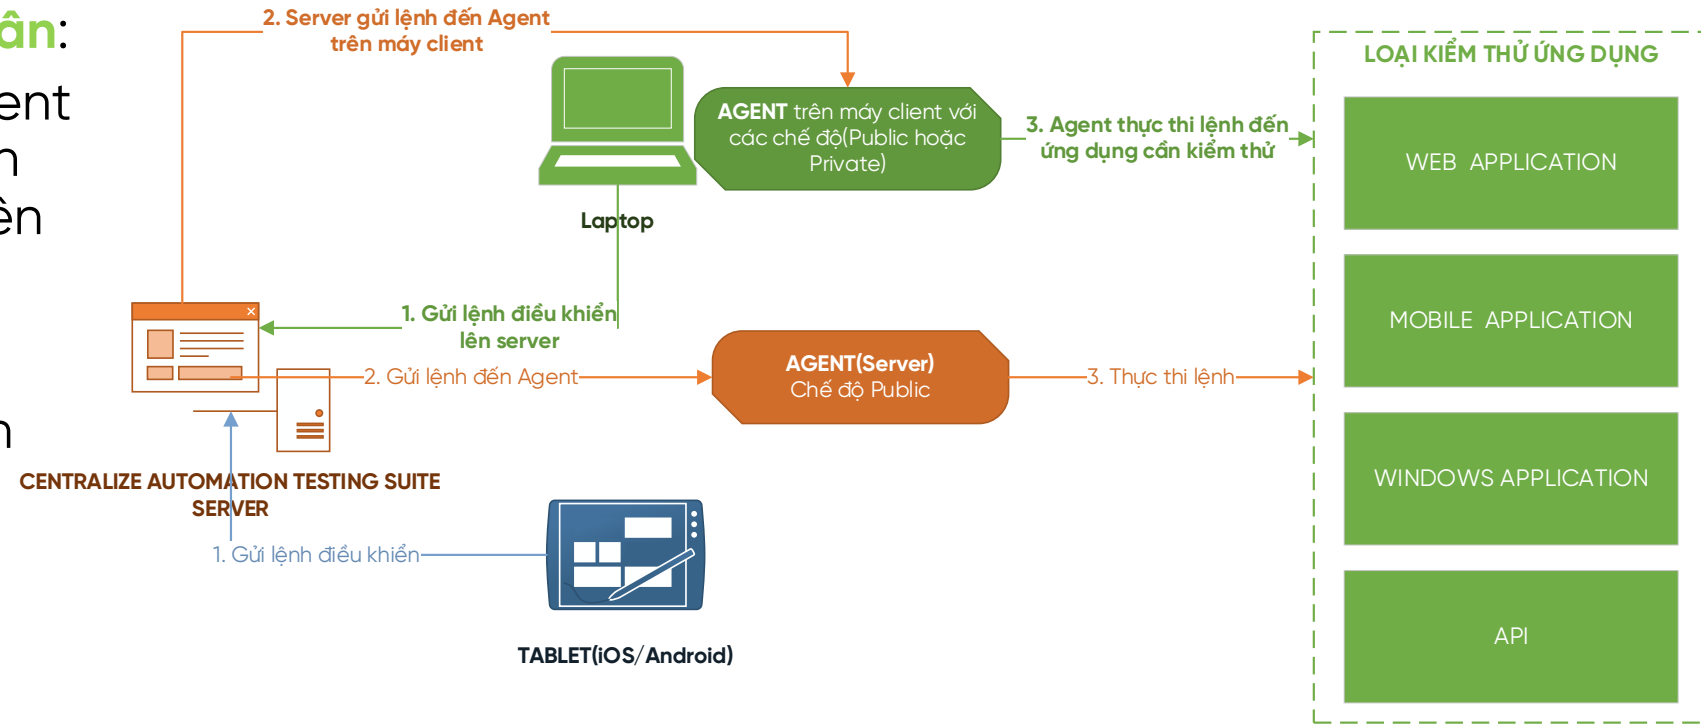 ân:
ent
n
ên
n
2. Server gửi lệnh đến Agent
trên máy client
AGENT trên máy client với
các chế độ(Public hoặc
Private)
3. Agent thực thi lệnh đến
ứng dụng cần kiểm thử
Laptop
1. Gửi lệnh điều khiển
lên server
2. Gửi lệnh đến Agent
AGENT(Server)
Chế độ Public
3. Thực thi lệnh
CENTRALIZE AUTOMATION TESTING SUITE
SERVER
1. Gửi lệnh điều khiển
TABLET(iOS/Android)
LOẠI KIỂM THỬ ỨNG DỤNG
WEB APPLICATION
MOBILE APPLICATION
WINDOWS APPLICATION
API